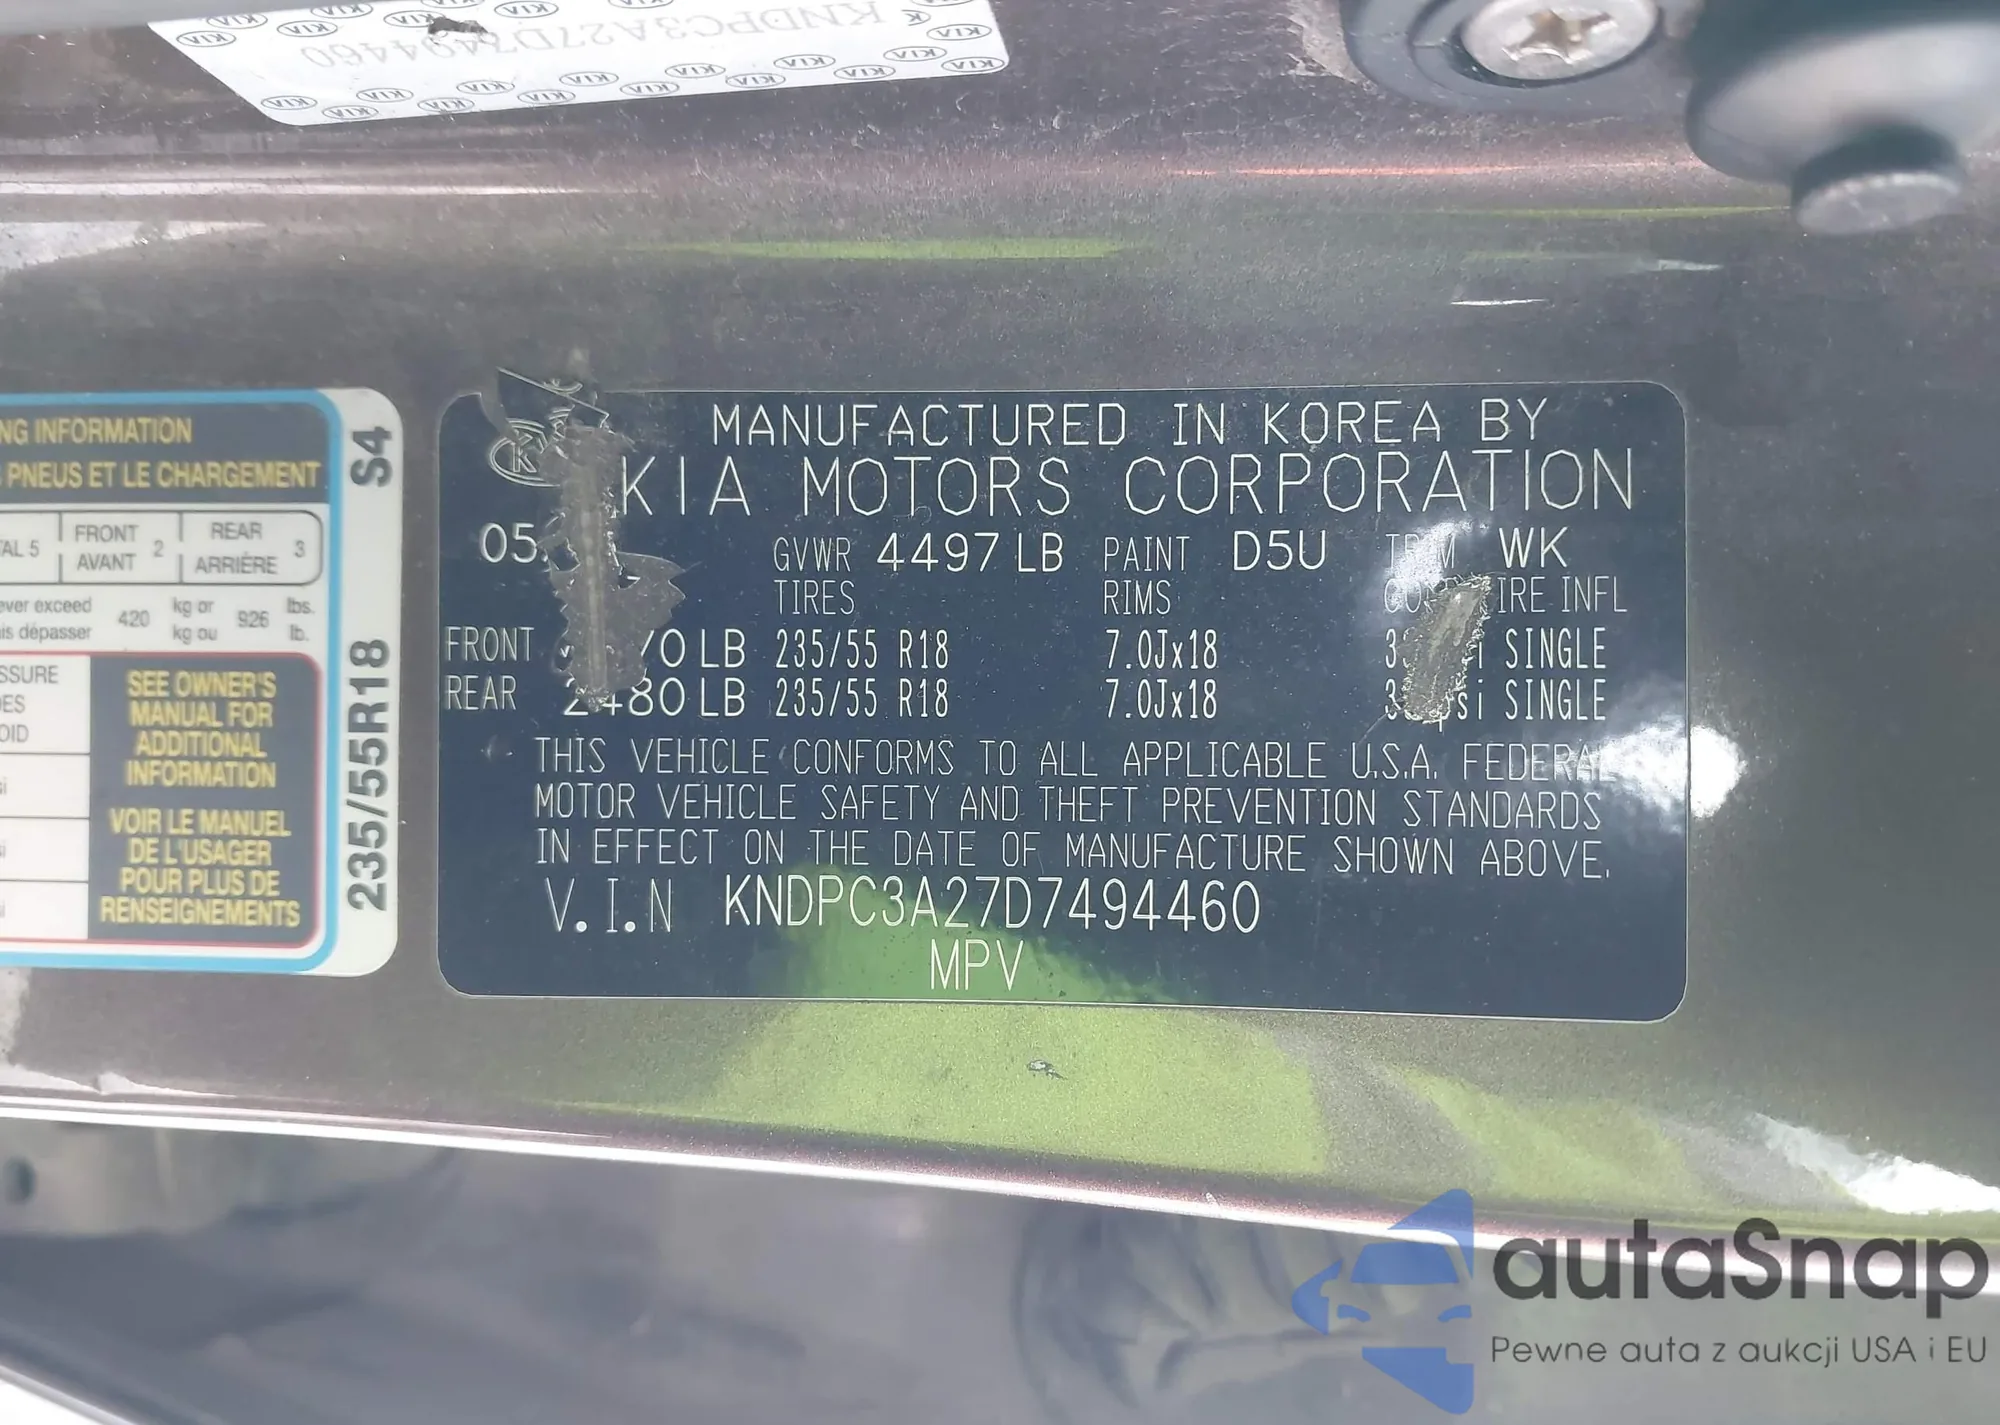 KNDPC3A27D7494460
NG INFORMATION
PNEUS ET LE CHARGEMENT
S4
FRONT
AVANT 2
REAR
ARRIÈRE 3
ever exceed 420 kg or 926 lbs.
dépasser kg ou lb.
SEE OWNER'S
MANUAL FOR
ADDITIONAL
INFORMATION
VOIR LE MANUEL
DE L'USAGER
POUR PLUS DE
RENSEIGNEMENTS
235/55R18
MANUFACTURED IN KOREA BY
KIA MOTORS CORPORATION
GVWR 4497 LB PAINT D5U WK
TIRES RIMS INFL
FRONT LB 235/55 R18 7.0Jx18 SINGLE
REAR LB 235/55 R18 7.0Jx18 SINGLE
THIS VEHICLE CONFORMS TO ALL APPLICABLE U.S.A. FEDERAL
MOTOR VEHICLE SAFETY AND THEFT PREVENTION STANDARDS
IN EFFECT ON THE DATE OF MANUFACTURE SHOWN ABOVE.
V.I.N KNDPC3A27D7494460
MPV
autaSnap
Pewne auta z aukcji USA i EU